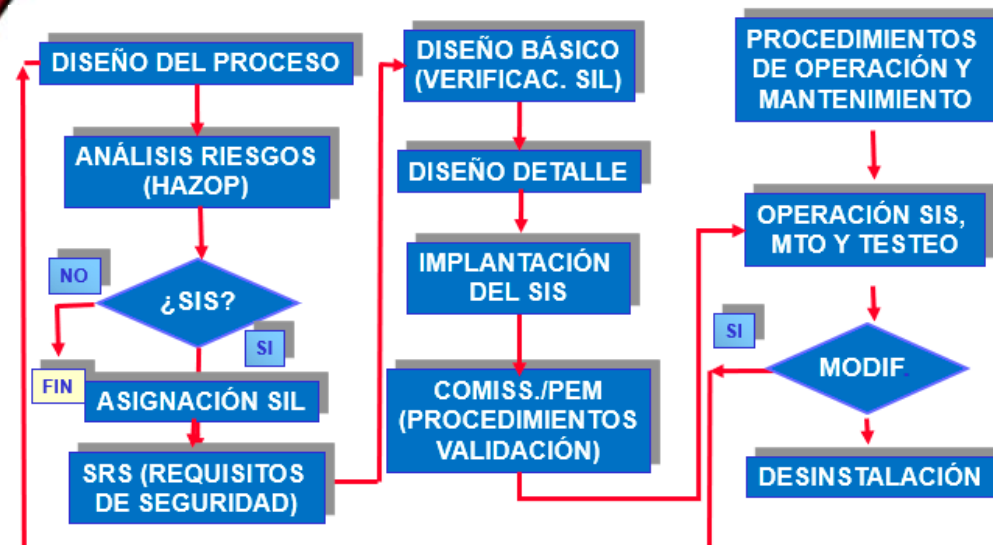 DISEÑO DEL PROCESO
ANÁLISIS RIESGOS
(HAZOP)
NO
¿SIS?
SI
FIN
ASIGNACIÓN SIL
SRS (REQUISITOS
DE SEGURIDAD)
DISEÑO BÁSICO
(VERIFICAC. SIL)
DISEÑO DETALLE
IMPLANTACIÓN
DEL SIS
COMISS./PEM
(PROCEDIMIENTOS
VALIDACIÓN)
PROCEDIMIENTOS
DE OPERACIÓN Y
MANTENIMIENTO
OPERACIÓN SIS,
MTO Y TESTEO
SI
MODIF.
DESINSTALACIÓN